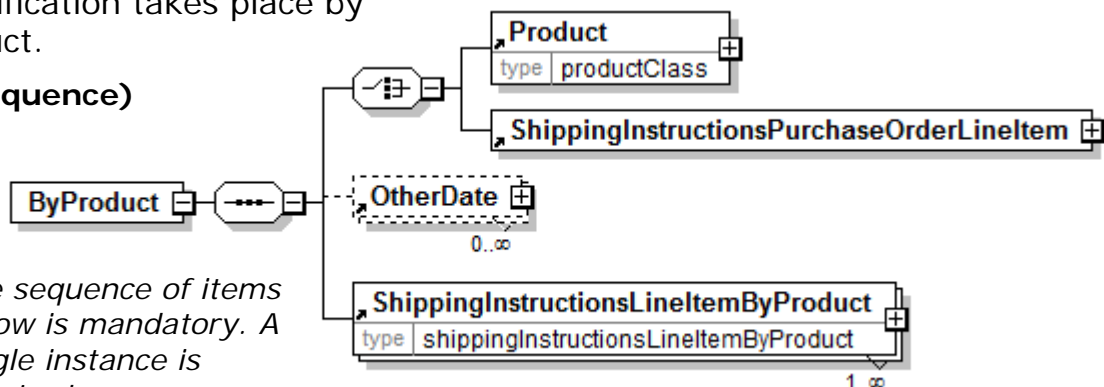 ification takes place by
uct.
quence)
Product
type productClass
ShippingInstructionsPurchaseOrderLineItem
ByProduct
OtherDate
0..∞
e sequence of items
ow is mandatory. A
gle instance is
ShippingInstructionsLineItemByProduct
type shippingInstructionsLineItemByProduct
1..∞